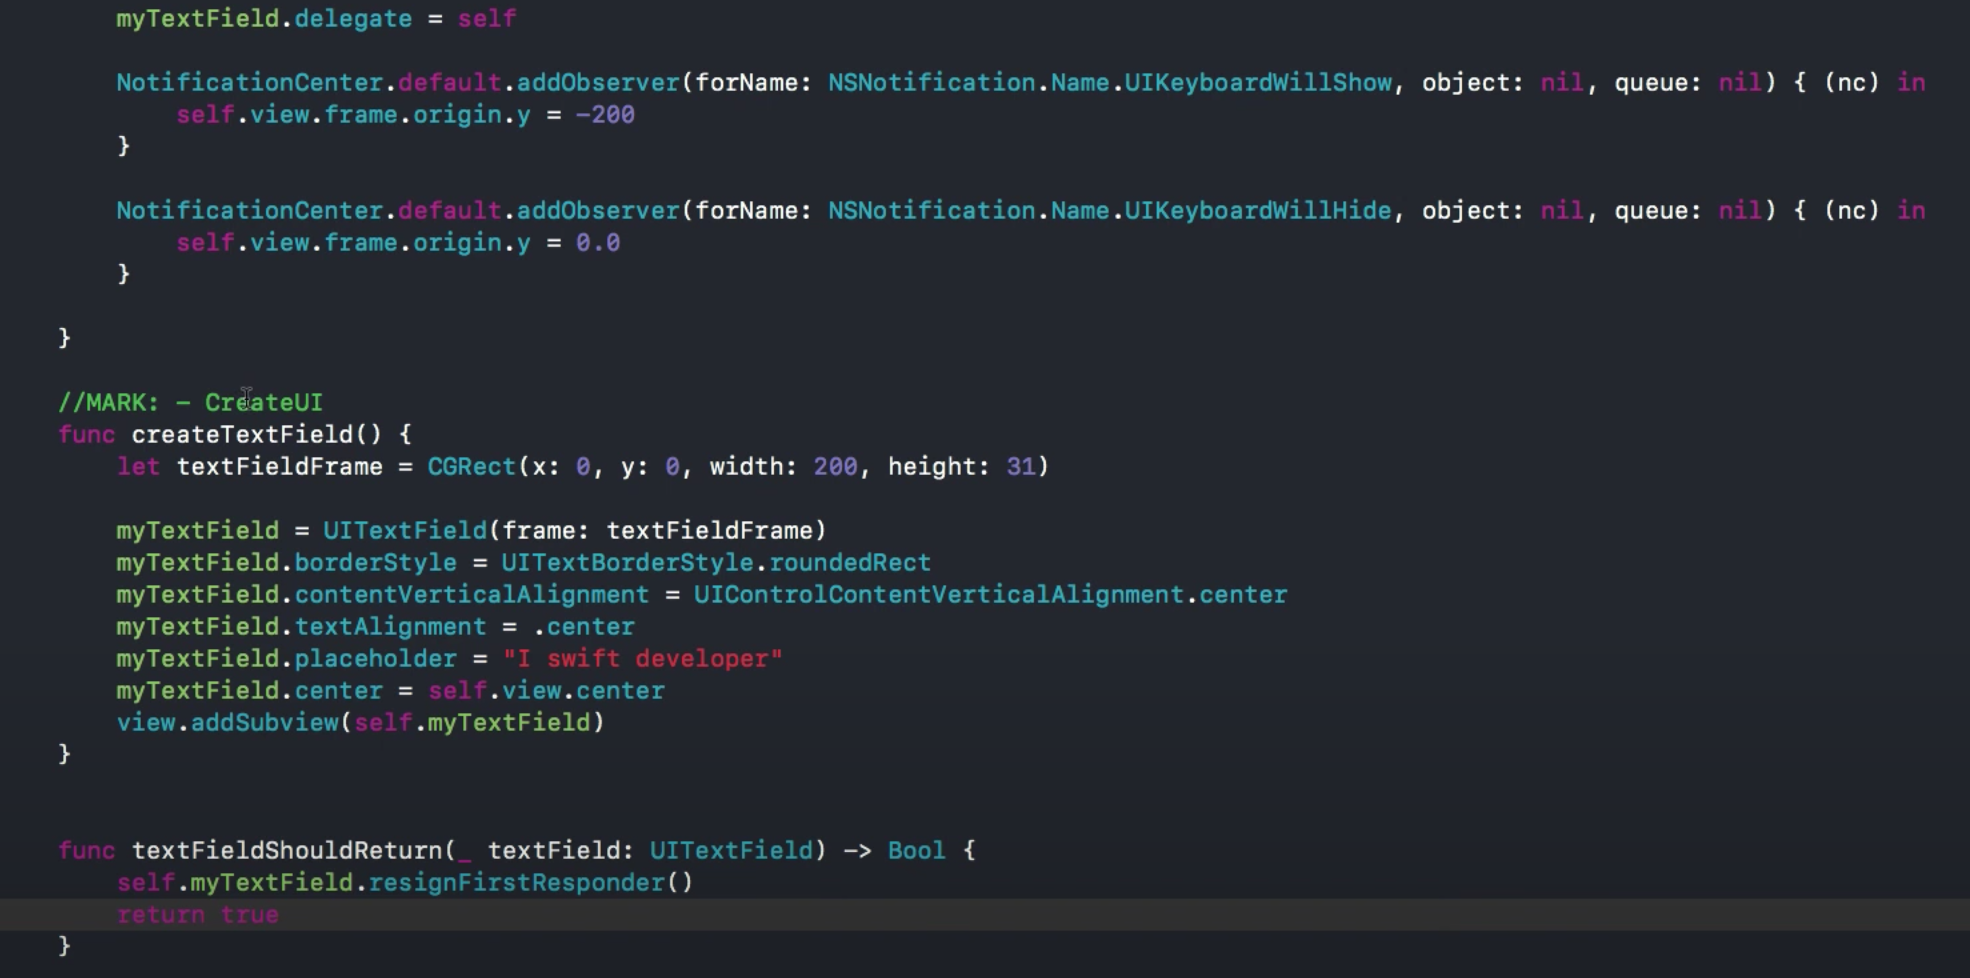 myTextField.delegate = self
NotificationCenter.default.addObserver(forName: NSNotification.Name.UIKeyboardWillShow, object: nil, queue: nil) { (nc) in
self.view.frame.origin.y = -200
}
NotificationCenter.default.addObserver(forName: NSNotification.Name.UIKeyboardWillHide, object: nil, queue: nil) { (nc) in
self.view.frame.origin.y = 0.0
}
}
//MARK: - CreateUI
func createTextField() {
let textFieldFrame = CGRect(x: 0, y: 0, width: 200, height: 31)
myTextField = UITextField(frame: textFieldFrame)
myTextField.borderStyle = UITextBorderStyle.roundedRect
myTextField.contentVerticalAlignment = UIControlContentVerticalAlignment.center
myTextField.textAlignment = .center
myTextField.placeholder = "I swift developer"
myTextField.center = self.view.center
view.addSubview(self.myTextField)
}
func textFieldShouldReturn(_ textField: UITextField) -> Bool {
self.myTextField.resignFirstResponder()
return true
}